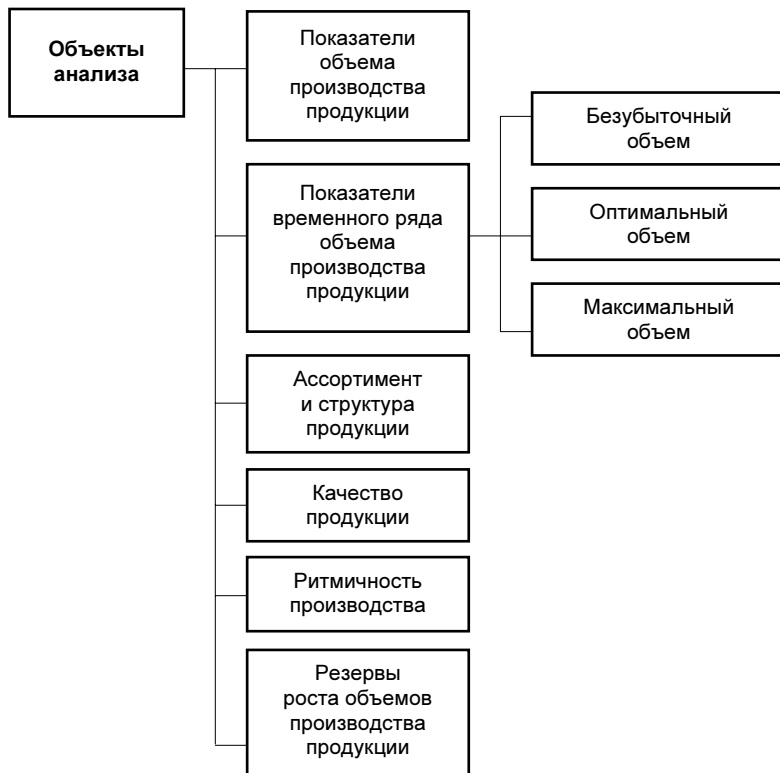 Объекты
анализа
Показатели
объема
производства
продукции
Показатели
временного ряда
объема
производства
продукции
Безубыточный
объем
Оптимальный
объем
Максимальный
объем
Ассортимент
и структура
продукции
Качество
продукции
Ритмичность
производства
Резервы
роста объемов
производства
продукции